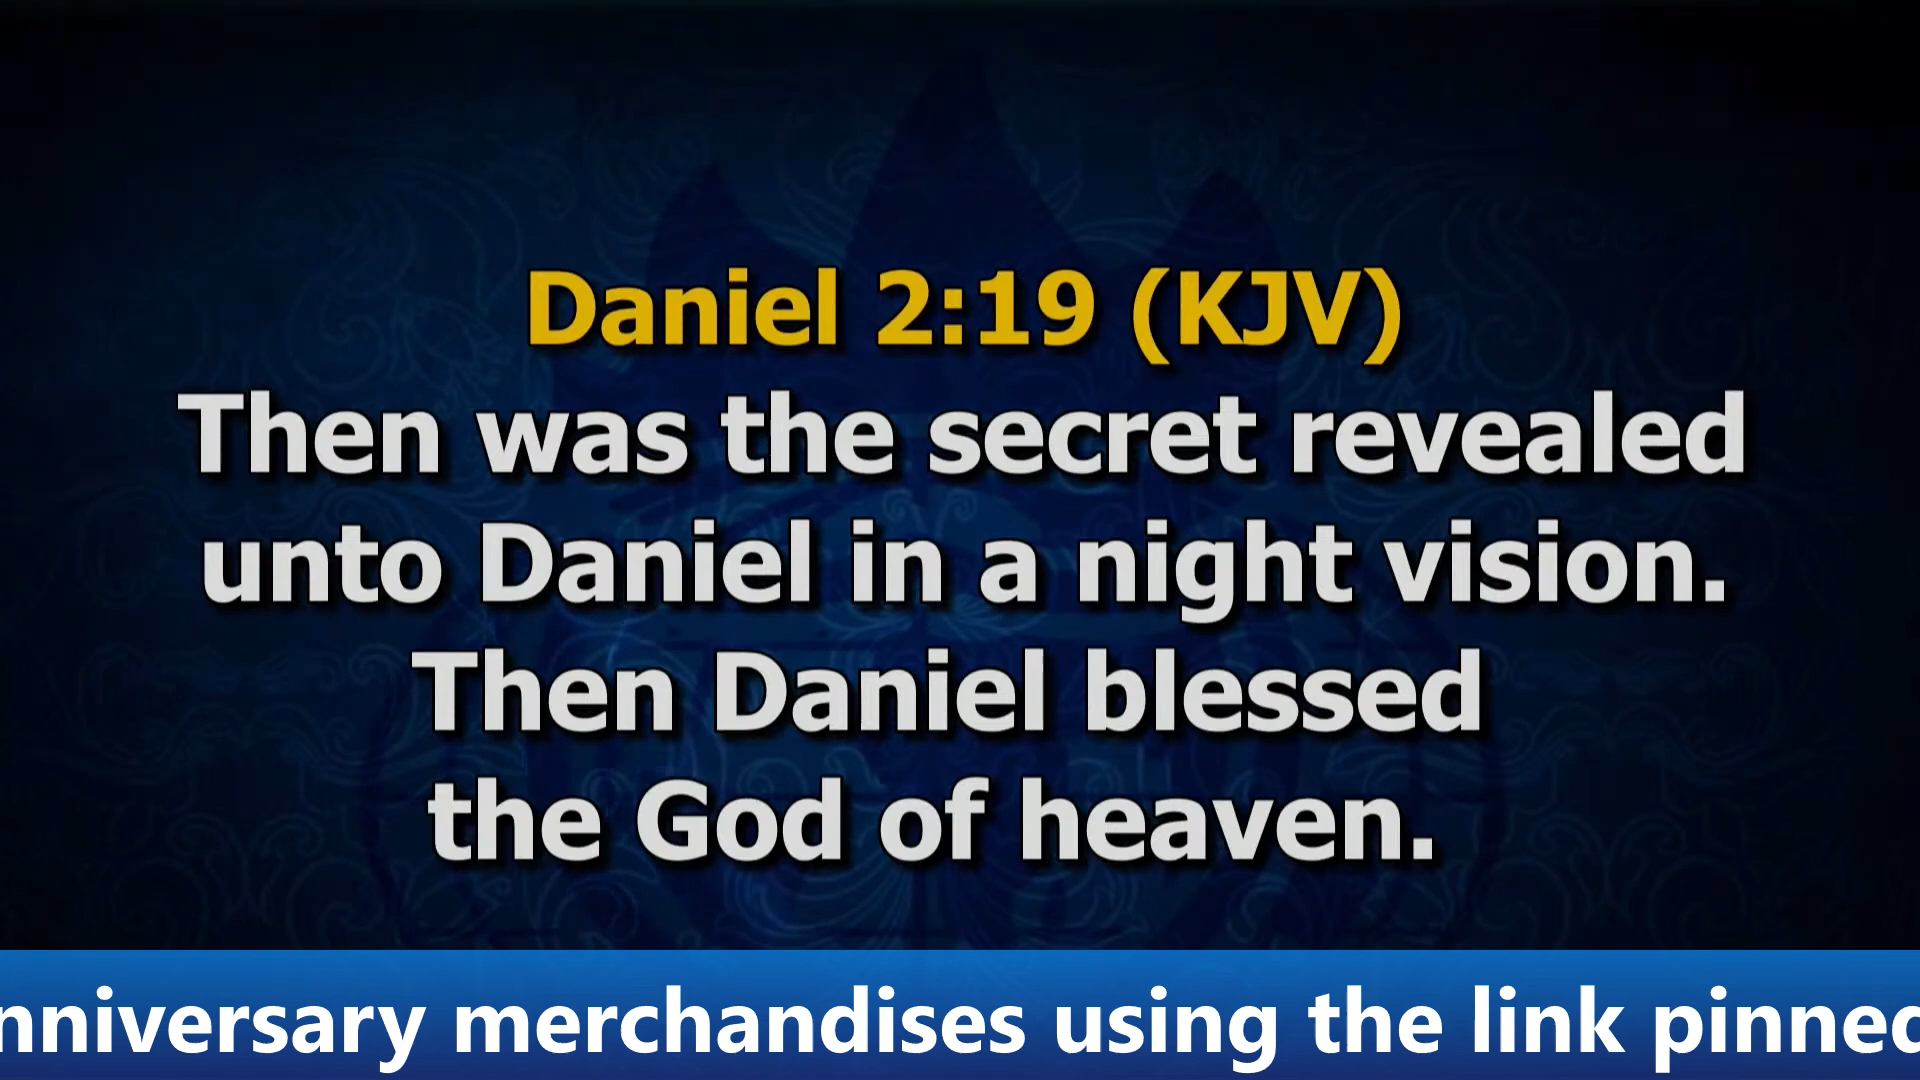 Daniel 2:19 (KJV)
Then was the secret revealed
unto Daniel in a night vision.
Then Daniel blessed
the God of heaven.
nniversary merchandises using the link pinned